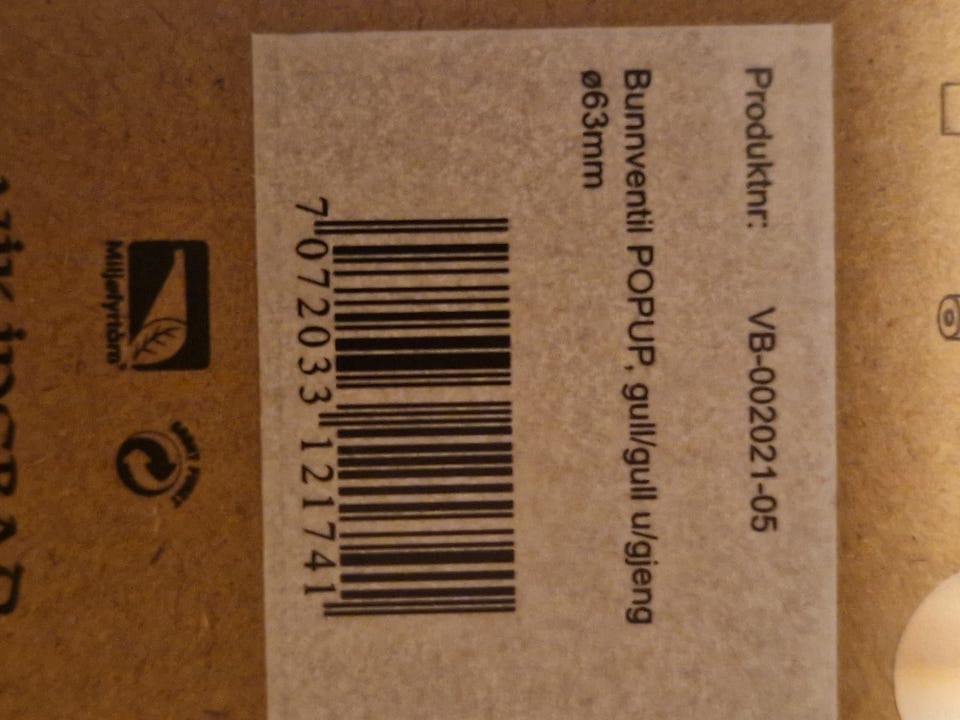 Produktnr: VB-002021-05
Bunnventil POPUP, gull/gull u/gjeng
ø63mm
7 072033 121741
Miljøfyrtårn®